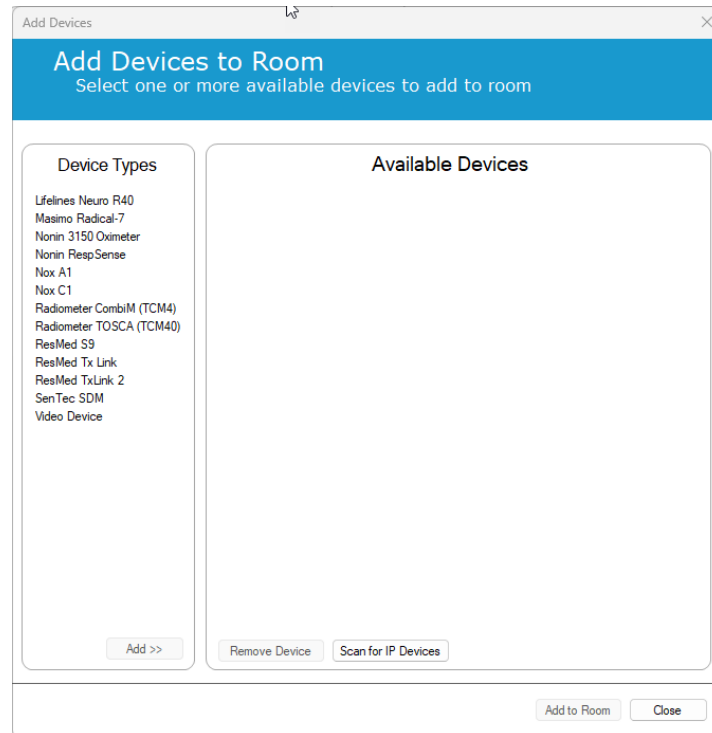 Add Devices
Add Devices to Room
Select one or more available devices to add to room
Device Types
Lifelines Neuro R40
Masimo Radical-7
Nonin 3150 Oximeter
Nonin RespSense
Nox A1
Nox C1
Radiometer CombiM (TCM4)
Radiometer TOSCA (TCM40)
ResMed S9
ResMed Tx Link
ResMed TxLink 2
SenTec SDM
Video Device
Add >>
Available Devices
Remove Device
Scan for IP Devices
Add to Room
Close